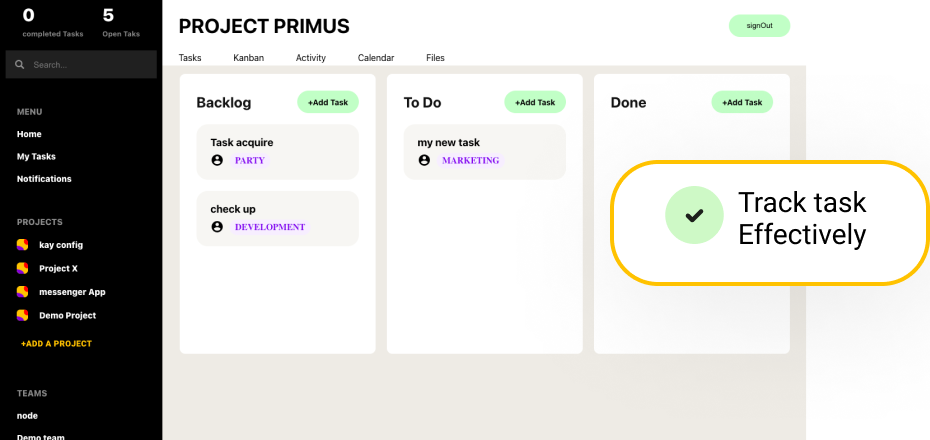 0 5
completed Tasks Open Taks
Search...
MENU
Home
My Tasks
Notifications
PROJECTS
kay config
Project X
messenger App
Demo Project
+ADD A PROJECT
TEAMS
node
Demo team
PROJECT PRIMUS
signOut
Tasks Kanban Activity Calendar Files
Backlog +Add Task
Task acquire
PARTY
check up
DEVELOPMENT
To Do +Add Task
my new task
MARKETING
Done +Add Task
Track task
Effectively